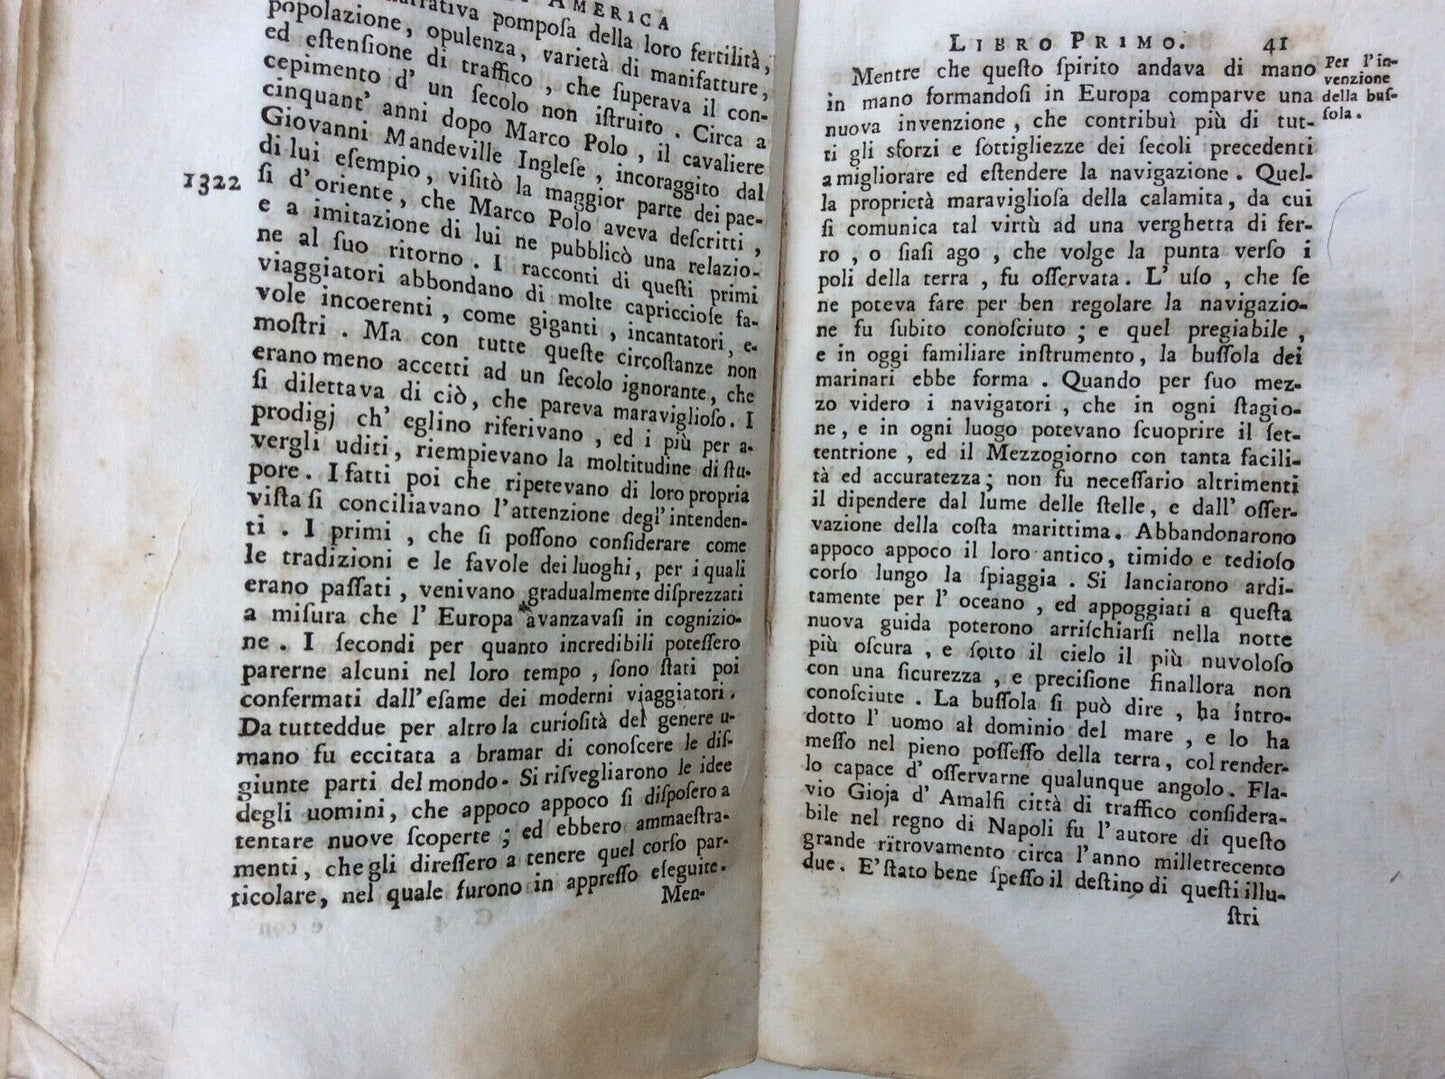 AMERICA
narrativa pompoſa della loro fertilità,
popolazione, opulenza, varietà di manifatture,
ed eſtenſione di traffico, che ſuperava il con-
cepimento d' un ſecolo non iſtruito. Circa a
cinquant' anni dopo Marco Polo, il cavaliere
Giovanni Mandeville Ingleſe, incoraggito dal
di lui eſempio, viſitò la maggior parte dei pae-
1322
ſi d'oriente, che Marco Polo aveva deſcritti,
e a imitazione di lui ne pubblicò una relazio-
ne al ſuo ritorno. I racconti di queſti primi
viaggiatori abbondano di molte capriccioſe fa-
vole incoerenti, come giganti, incantatori, e
moſtri. Ma con tutte queſte circoſtanze non
erano meno accetti ad un ſecolo ignorante, che
ſi dilettava di ciò, che pareva maraviglioſo. I
prodigj ch' eglino riferivano, ed i più per a-
vergli uditi, riempievano la moltitudine di ſtu-
pore. I fatti poi che ripetevano di loro propria
viſta ſi conciliavano l'attenzione degl'intenden-
ti. I primi, che ſi poſſono conſiderare come
le tradizioni e le favole dei luoghi, per i quali
erano paſſati, venivano gradualmente diſprezzati
a miſura che l' Europa avanzavaſi in cognizio-
ne. I ſecondi per quanto incredibili poteſſero
parerne alcuni nel loro tempo, ſono ſtati poi
confermati dall'eſame dei moderni viaggiatori.
Da tutteddue per altro la curioſità del genere u-
mano fu eccitata a bramar di conoſcere le diſ-
giunte parti del mondo. Si riſvegliarono le idee
degli uomini, che appoco appoco ſi diſpoſero a
tentare nuove ſcoperte; ed ebbero ammaeſtra-
menti, che gli direſſero a tenere quel corſo par-
ticolare, nel quale furono in appreſſo eſeguite.
Men-
LIBRO PRIMO. 41
Mentre che queſto ſpirito andava di mano
in mano formandoſi in Europa comparve una
nuova invenzione, che contribuì più di tut-
ti gli sforzi e ſottigliezze dei ſecoli precedenti
a migliorare ed eſtendere la navigazione. Quel-
la proprietà maraviglioſa della calamita, da cui
ſi comunica tal virtù ad una verghetta di fer-
ro, o ſiaſi ago, che volge la punta verſo i
poli della terra, fu oſſervata. L' uſo, che ſe
ne poteva fare per ben regolare la navigazio-
ne fu ſubito conoſciuto; e quel pregiabile,
e in oggi familiare inſtrumento, la buſſola dei
marinari ebbe forma. Quando per ſuo mez-
zo videro i navigatori, che in ogni ſtagio-
ne, e in ogni luogo potevano ſcuoprire il ſet-
tentrione, ed il Mezzogiorno con tanta facili-
tà ed accuratezza; non fu neceſſario altrimenti
il dipendere dal lume delle ſtelle, e dall' oſſer-
vazione della coſta marittima. Abbandonarono
appoco appoco il loro antico, timido e tedioſo
corſo lungo la ſpiaggia. Si lanciarono ardi-
tamente per l' oceano, ed appoggiati a queſta
nuova guida poterono arriſchiarſi nella notte
più oſcura, e ſotto il cielo il più nuvoloſo
con una ſicurezza, e preciſione finallora non
conoſciute. La buſſola ſi può dire, ha intro-
dotto l' uomo al dominio del mare, e lo ha
meſſo nel pieno poſſeſſo della terra, col render-
lo capace d' oſſervarne qualunque angolo. Fla-
vio Gioja d' Amalfi città di traffico conſidera-
bile nel regno di Napoli fu l'autore di queſto
grande ritrovamento circa l'anno milletrecento
due. E' ſtato bene ſpeſſo il deſtino di queſti illu-
ſtri
Per l'in-
venzione
della buſ-
ſola.